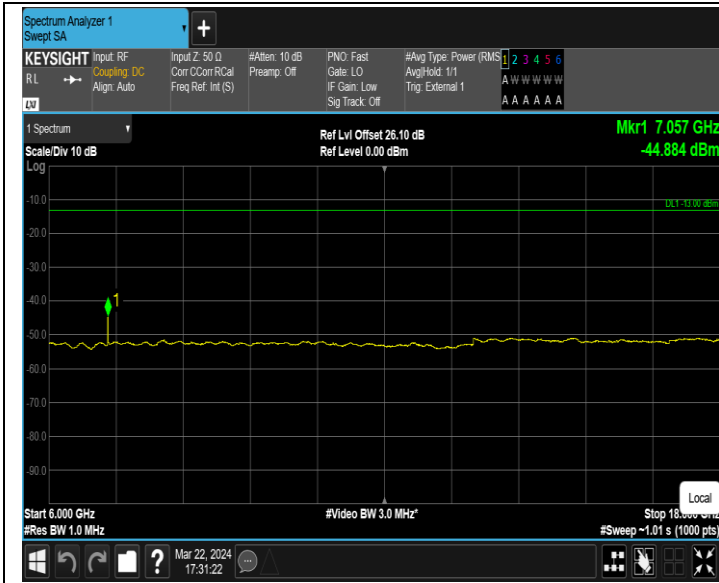 Spectrum Analyzer 1
Swept SA
+
KEYSIGHT
R L
LXI
Input: RF
Coupling: DC
Align: Auto
Input Z: 50 Ω
Corr CCorr RCal
Freq Ref: Int (S)
#Atten: 10 dB
Preamp: Off
PNO: Fast
Gate: LO
IF Gain: Low
Sig Track: Off
#Avg Type: Power (RMS
Avg|Hold: 1/1
Trig: External 1
1 2 3 4 5 6
A W W W W W
A A A A A A
1 Spectrum
Scale/Div 10 dB
Log
Ref Lvl Offset 26.10 dB
Ref Level 0.00 dBm
Mkr1 7.057 GHz
-44.884 dBm
DL1 -13.00 dBm
-10.0
-20.0
-30.0
-40.0
-50.0
-60.0
-70.0
-80.0
-90.0
1
Start 6.000 GHz
#Res BW 1.0 MHz
#Video BW 3.0 MHz*
Local
Stop 18.000 GHz
#Sweep ~1.01 s (1000 pts)
?
Mar 22, 2024
17:31:22